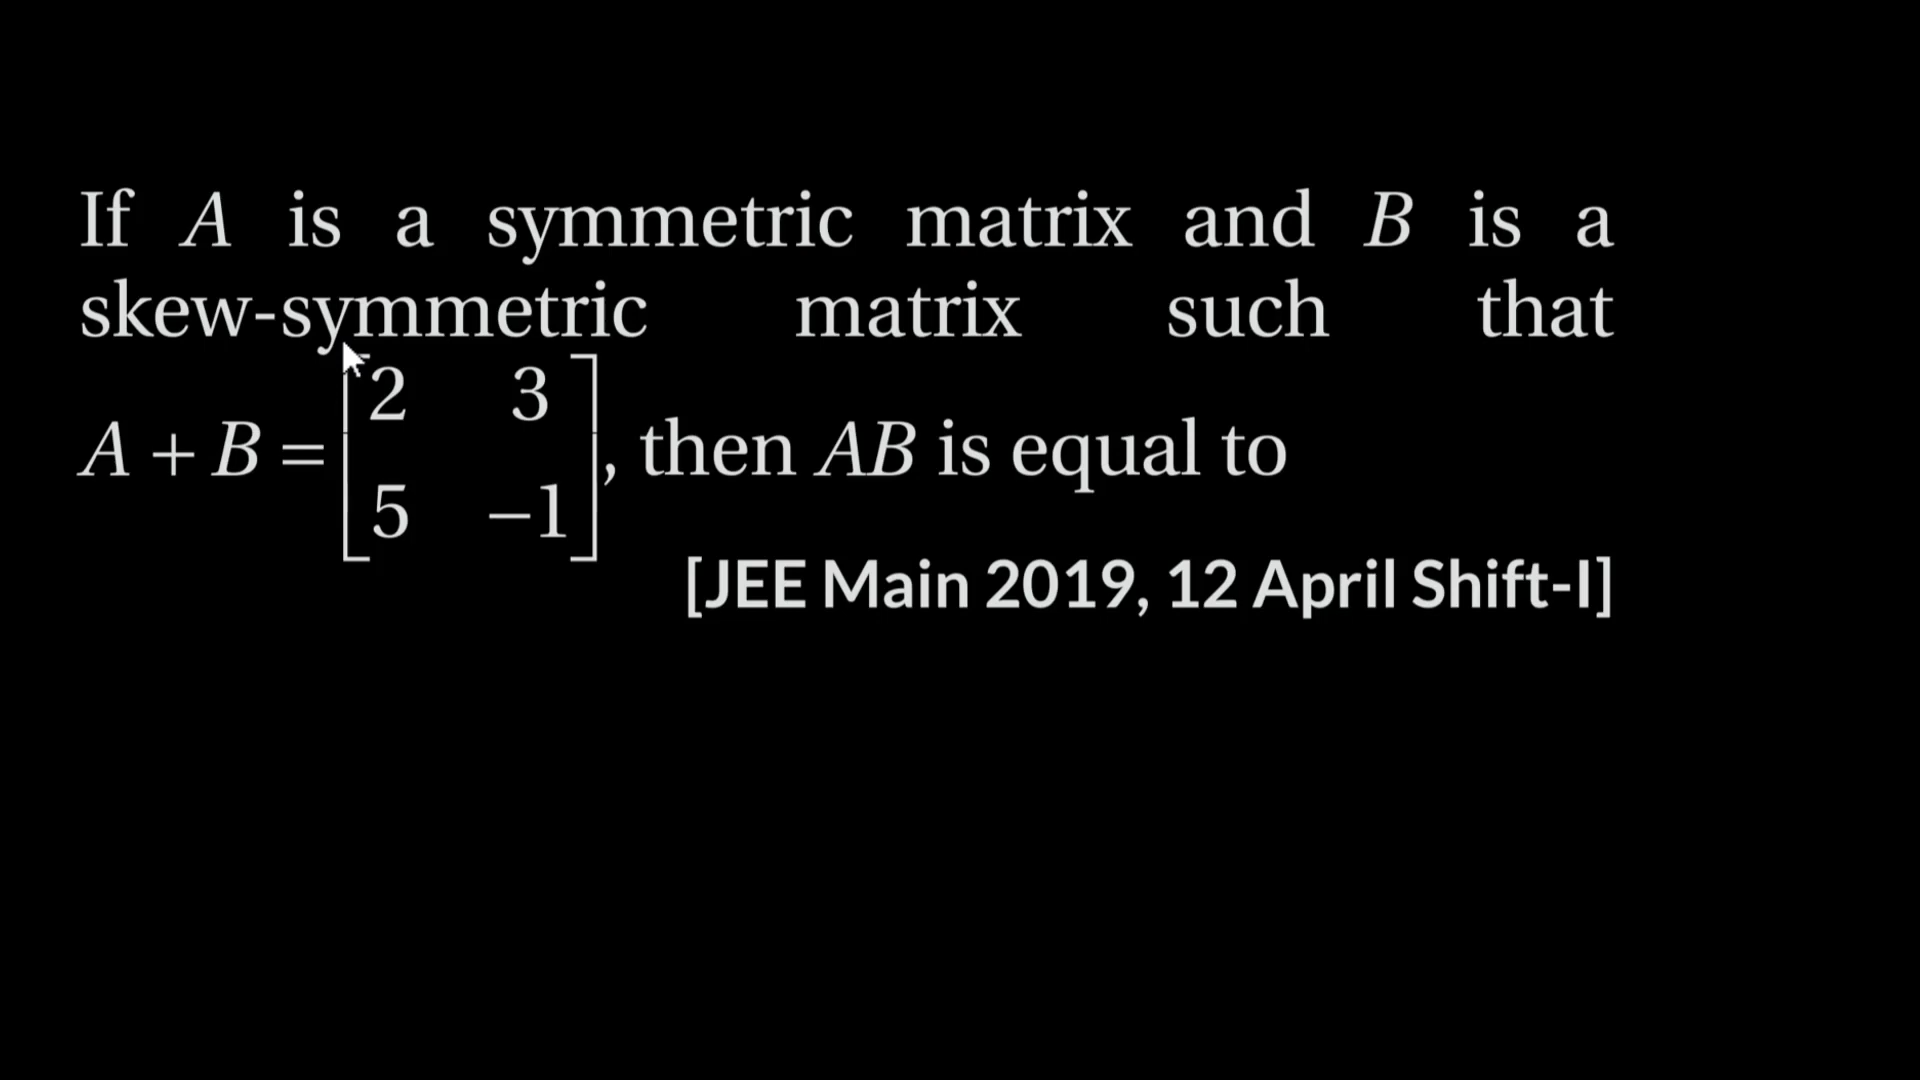 If A is a symmetric matrix and B is a
skew-symmetric matrix such that
A + B = [2 3
5 −1], then AB is equal to
[JEE Main 2019, 12 April Shift-I]